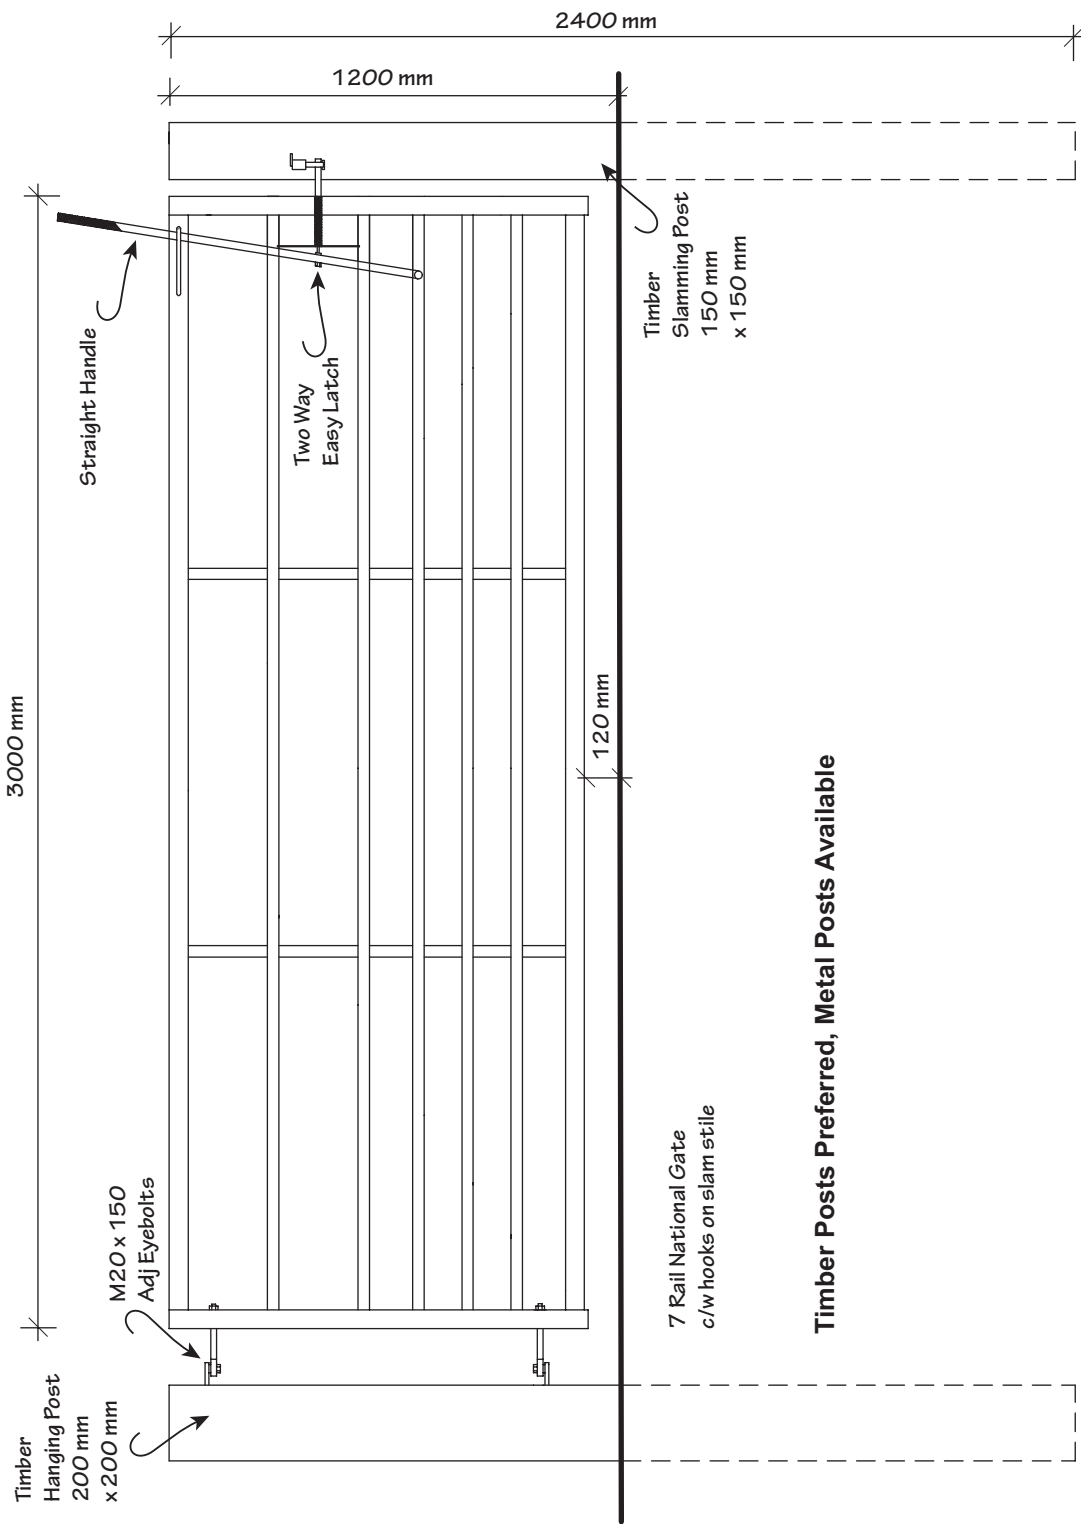 2400 mm
1200 mm
3000 mm
Straight Handle
Two Way
Easy Latch
Timber
Slamming Post
150 mm
x 150 mm
120 mm
M20 x 150
Adj Eyebolts
Timber
Hanging Post
200 mm
x 200 mm
7 Rail National Gate
c/w hooks on slam stile
Timber Posts Preferred, Metal Posts Available